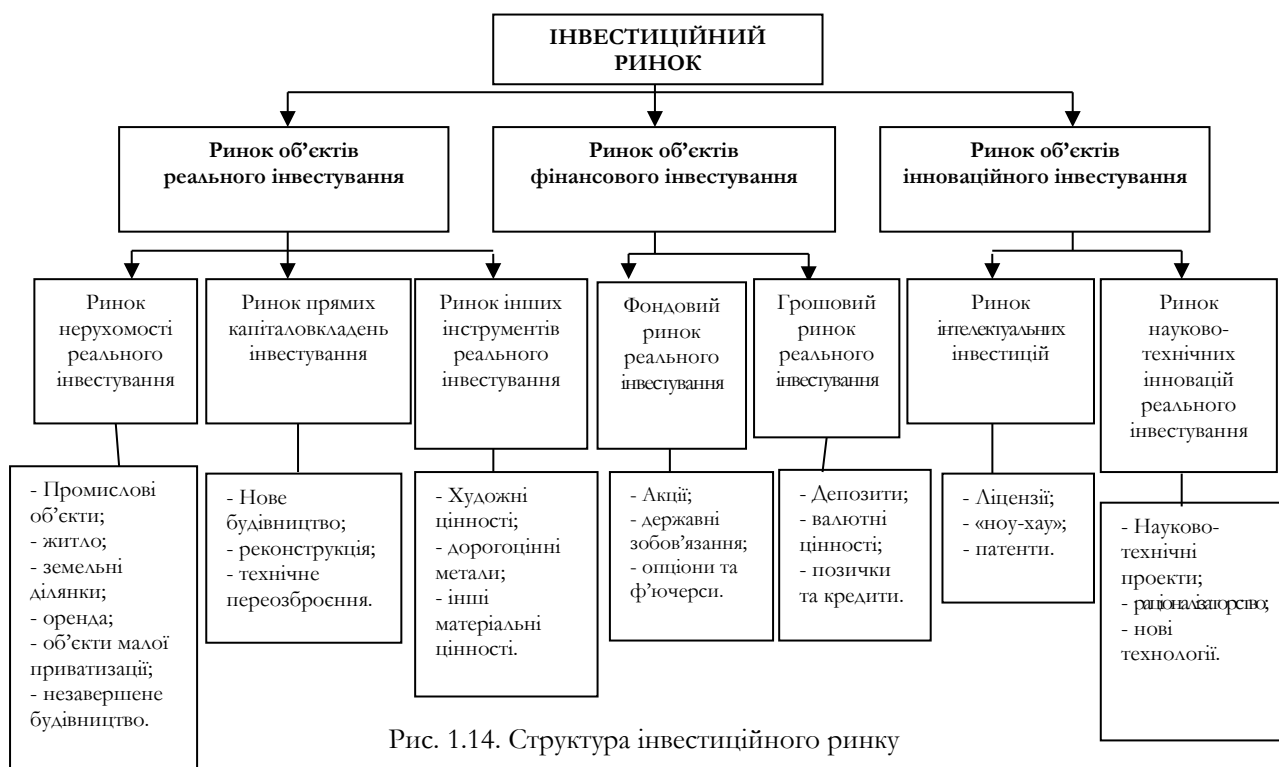 ІНВЕСТИЦІЙНИЙ
РИНОК
Ринок об’єктів
реального інвестування
Ринок об’єктів
фінансового інвестування
Ринок об’єктів
інноваційного інвестування
Ринок
нерухомості
реального
інвестування
Ринок прямих
капіталовкладень
інвестування
Ринок інших
інструментів
реального
інвестування
Фондовий
ринок
реального
інвестування
Грошовий
ринок
реального
інвестування
Ринок
інтелектуальних
інвестицій
Ринок
науково-
технічних
інновацій
реального
інвестування
- Промислові
об’єкти;
- житло;
- земельні
ділянки;
- оренда;
- об’єкти малої
приватизації;
- незавершене
будівництво.
- Нове
будівництво;
- реконструкція;
- технічне
переозброєння.
- Художні
цінності;
- дорогоцінні
метали;
- інші
матеріальні
цінності.
- Акції;
- державні
зобов’язання;
- опціони та
ф’ючерси.
- Депозити;
- валютні
цінності;
- позички
та кредити.
- Ліцензії;
- «ноу-хау»;
- патенти.
- Науково-
технічні
проекти;
- раціоналізаторство;
- нові
технології.
Рис. 1.14. Структура інвестиційного ринку